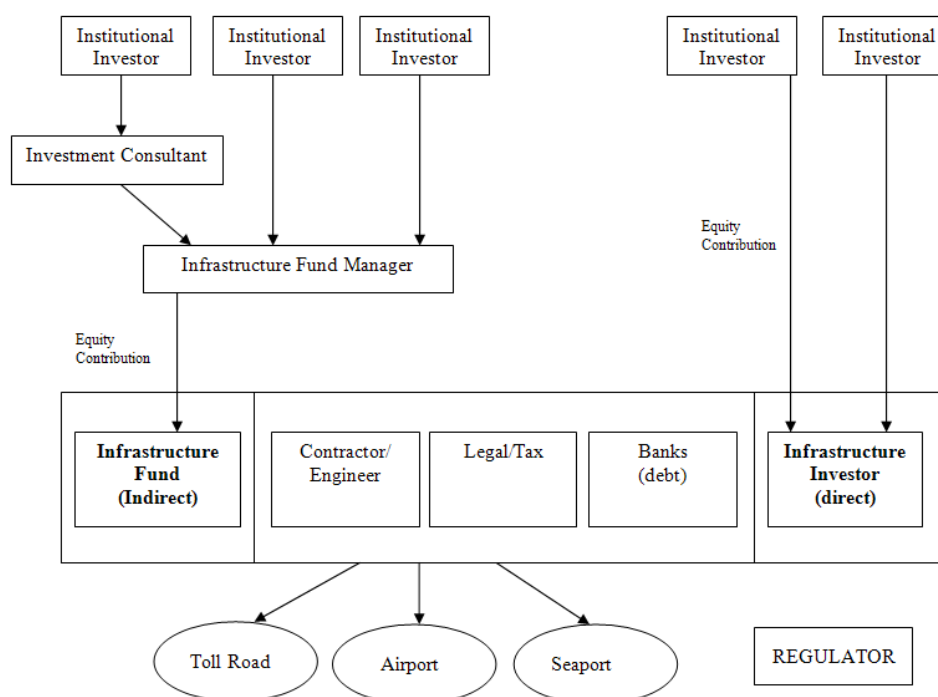 Institutional
Investor
Institutional
Investor
Institutional
Investor
Institutional
Investor
Institutional
Investor
Investment Consultant
Equity
Contribution
Infrastructure Fund Manager
Equity
Contribution
Infrastructure
Fund
(Indirect)
Contractor/
Engineer
Legal/Tax
Banks
(debt)
Infrastructure
Investor
(direct)
Toll Road
Airport
Seaport
REGULATOR